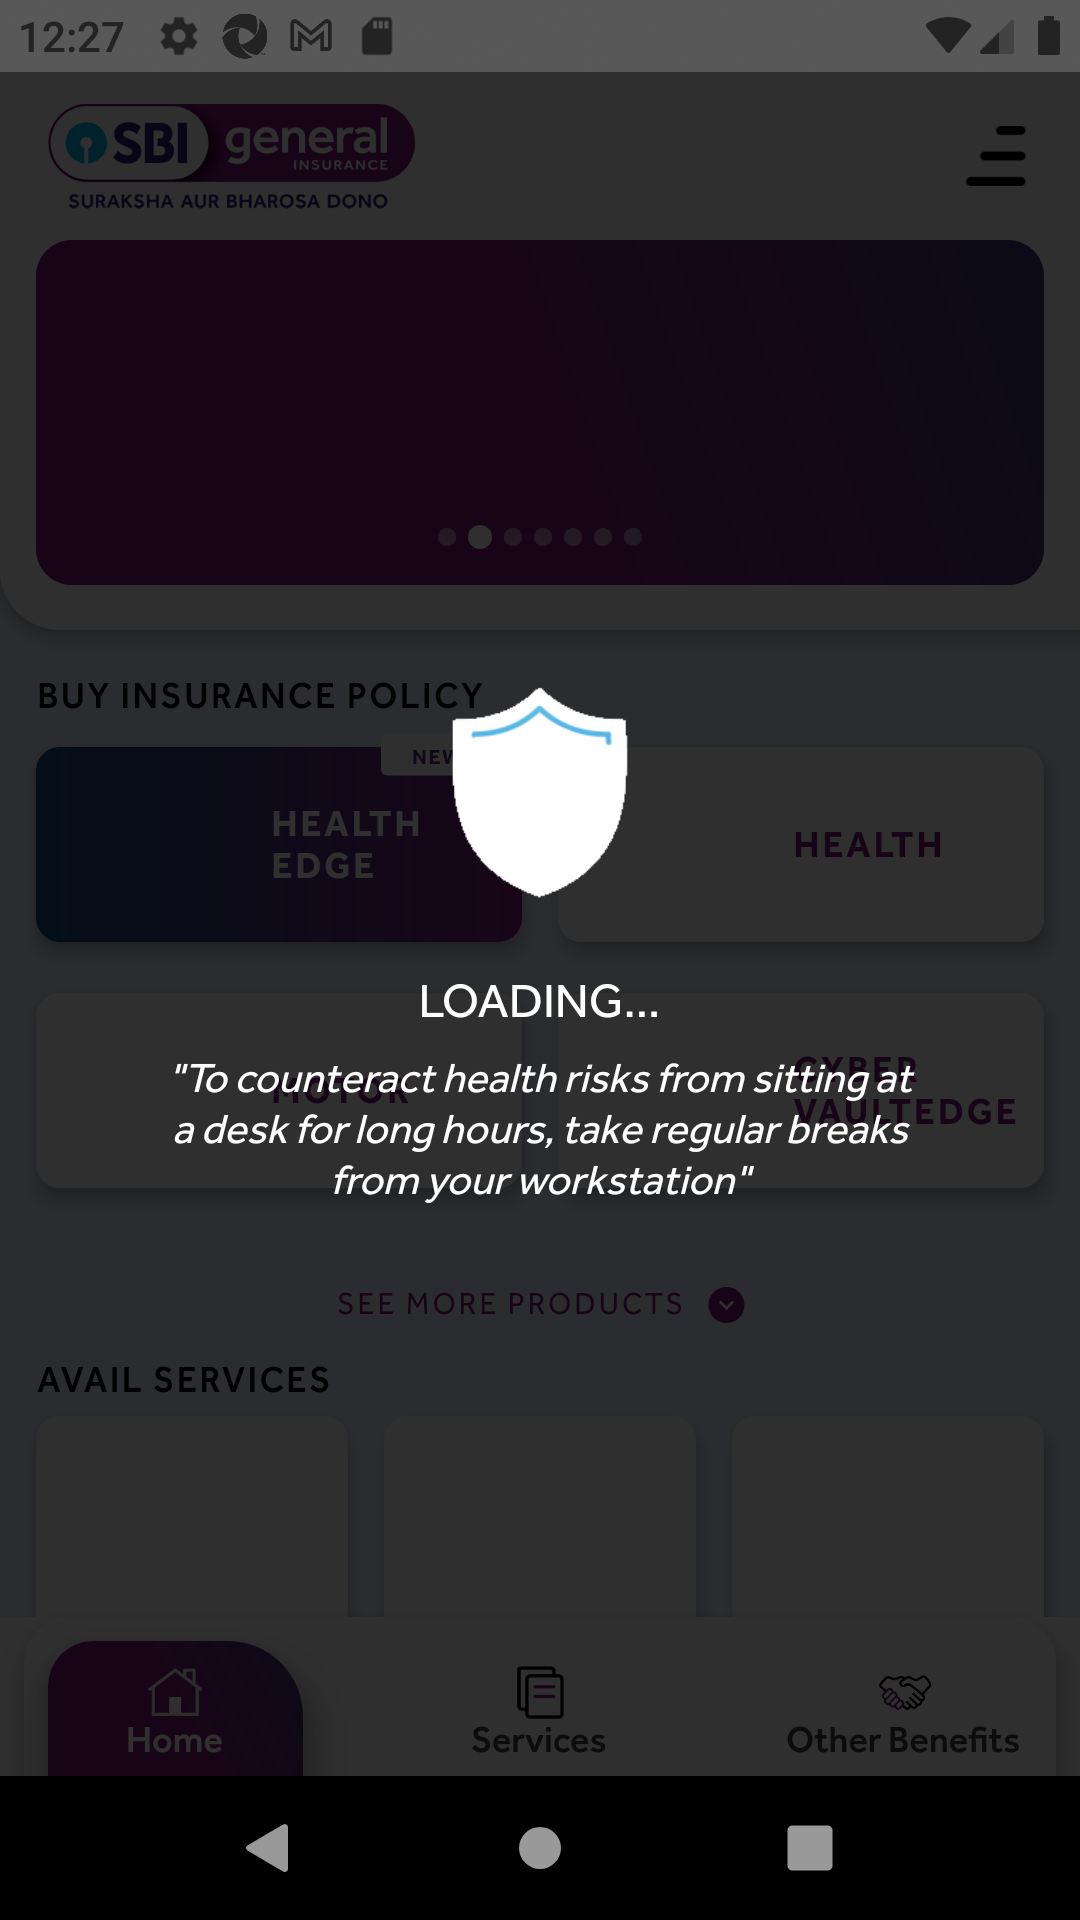 12:27
SBI general
INSURANCE
SURAKSHA AUR BHAROSA DONO
BUY INSURANCE POLICY
NEW
HEALTH
EDGE
HEALTH
LOADING...
MOTOR
CYBER
VAULTEDGE
"To counteract health risks from sitting at
a desk for long hours, take regular breaks
from your workstation"
SEE MORE PRODUCTS
AVAIL SERVICES
Home
Services
Other Benefits